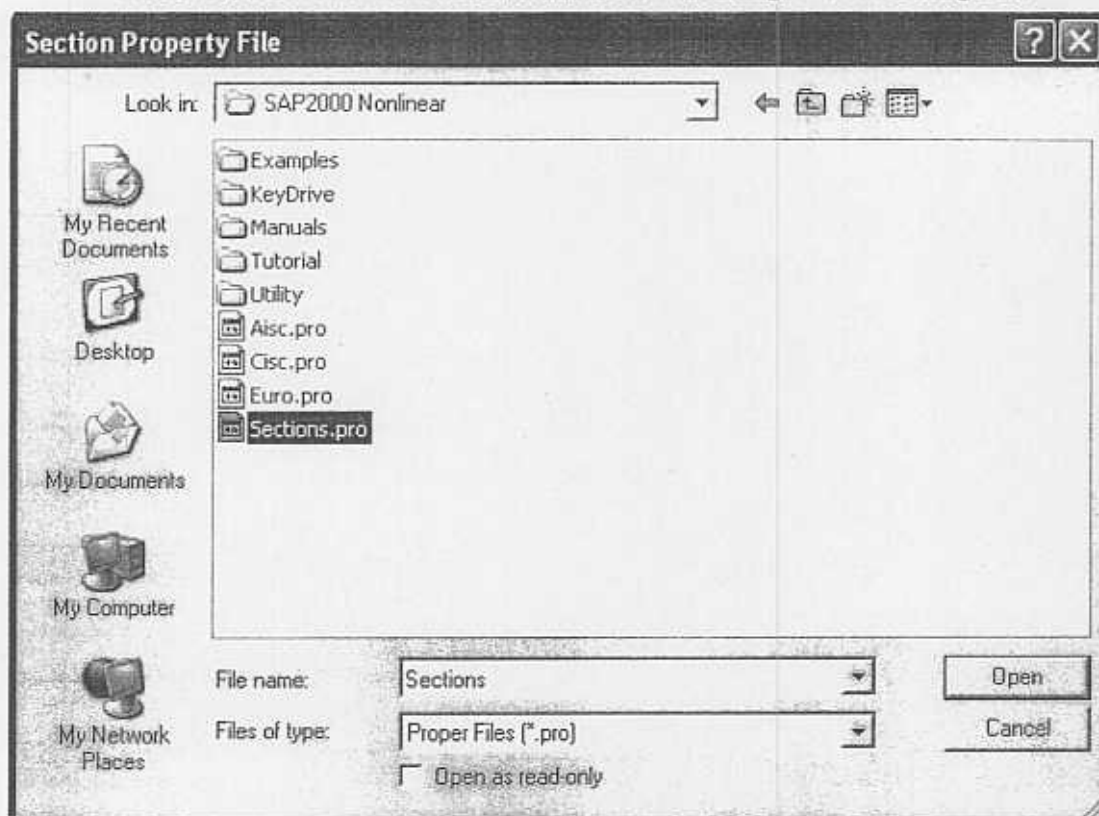 Section Property File
Look in: SAP2000 Nonlinear
My Recent
Documents
Desktop
My Documents
My Computer
My Network
Places
Examples
KeyDrive
Manuals
Tutorial
Utility
Aisc.pro
Cisc.pro
Euro.pro
Sections.pro
File name: Sections
Open
Files of type: Proper Files (*.pro)
Cancel
Open as read-only